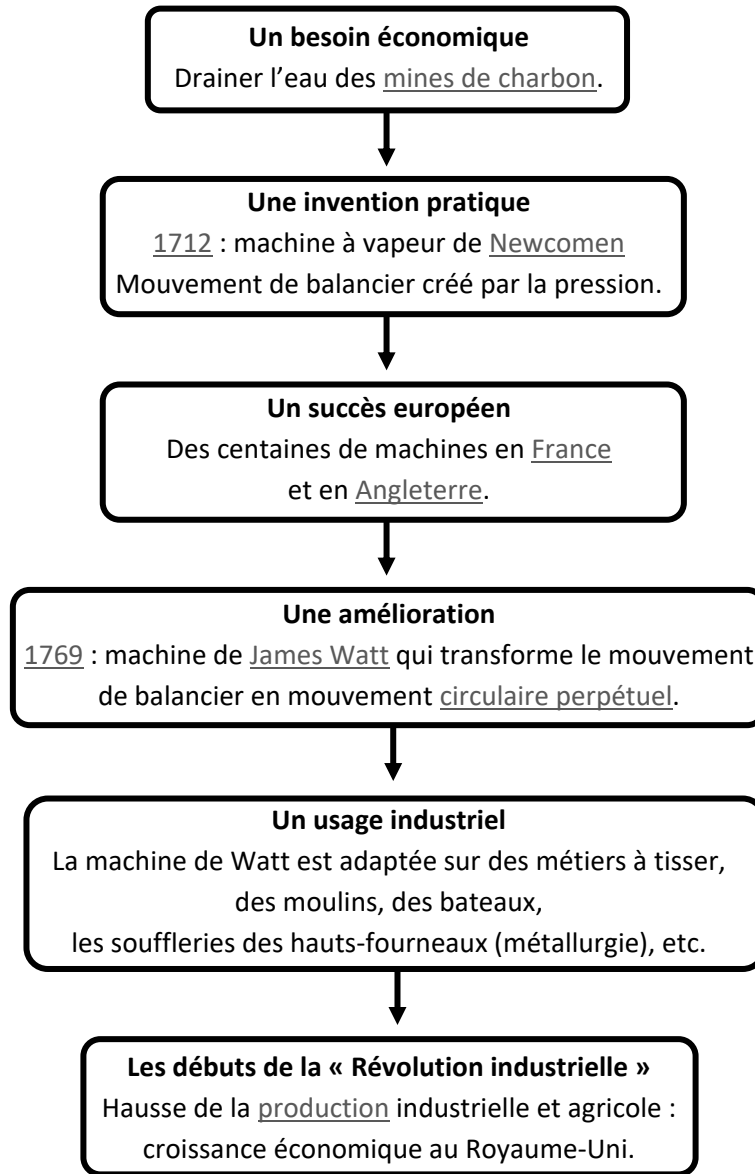 Un besoin économique
Drainer l’eau des mines de charbon.
Une invention pratique
1712 : machine à vapeur de Newcomen
Mouvement de balancier créé par la pression.
Un succès européen
Des centaines de machines en France
et en Angleterre.
Une amélioration
1769 : machine de James Watt qui transforme le mouvement
de balancier en mouvement circulaire perpétuel.
Un usage industriel
La machine de Watt est adaptée sur des métiers à tisser,
des moulins, des bateaux,
les souffleries des hauts-fourneaux (métallurgie), etc.
Les débuts de la « Révolution industrielle »
Hausse de la production industrielle et agricole :
croissance économique au Royaume-Uni.